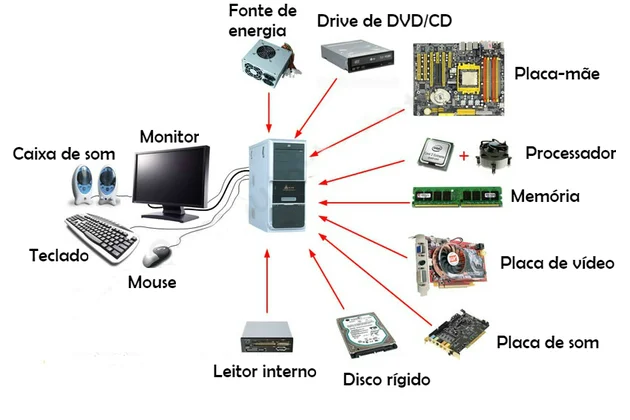 Fonte de
energia
Drive de DVD/CD
Placa-mãe
Monitor
Caixa de som
+
Processador
Memória
Teclado
Mouse
Placa de vídeo
Placa de som
Leitor interno
Disco rígido